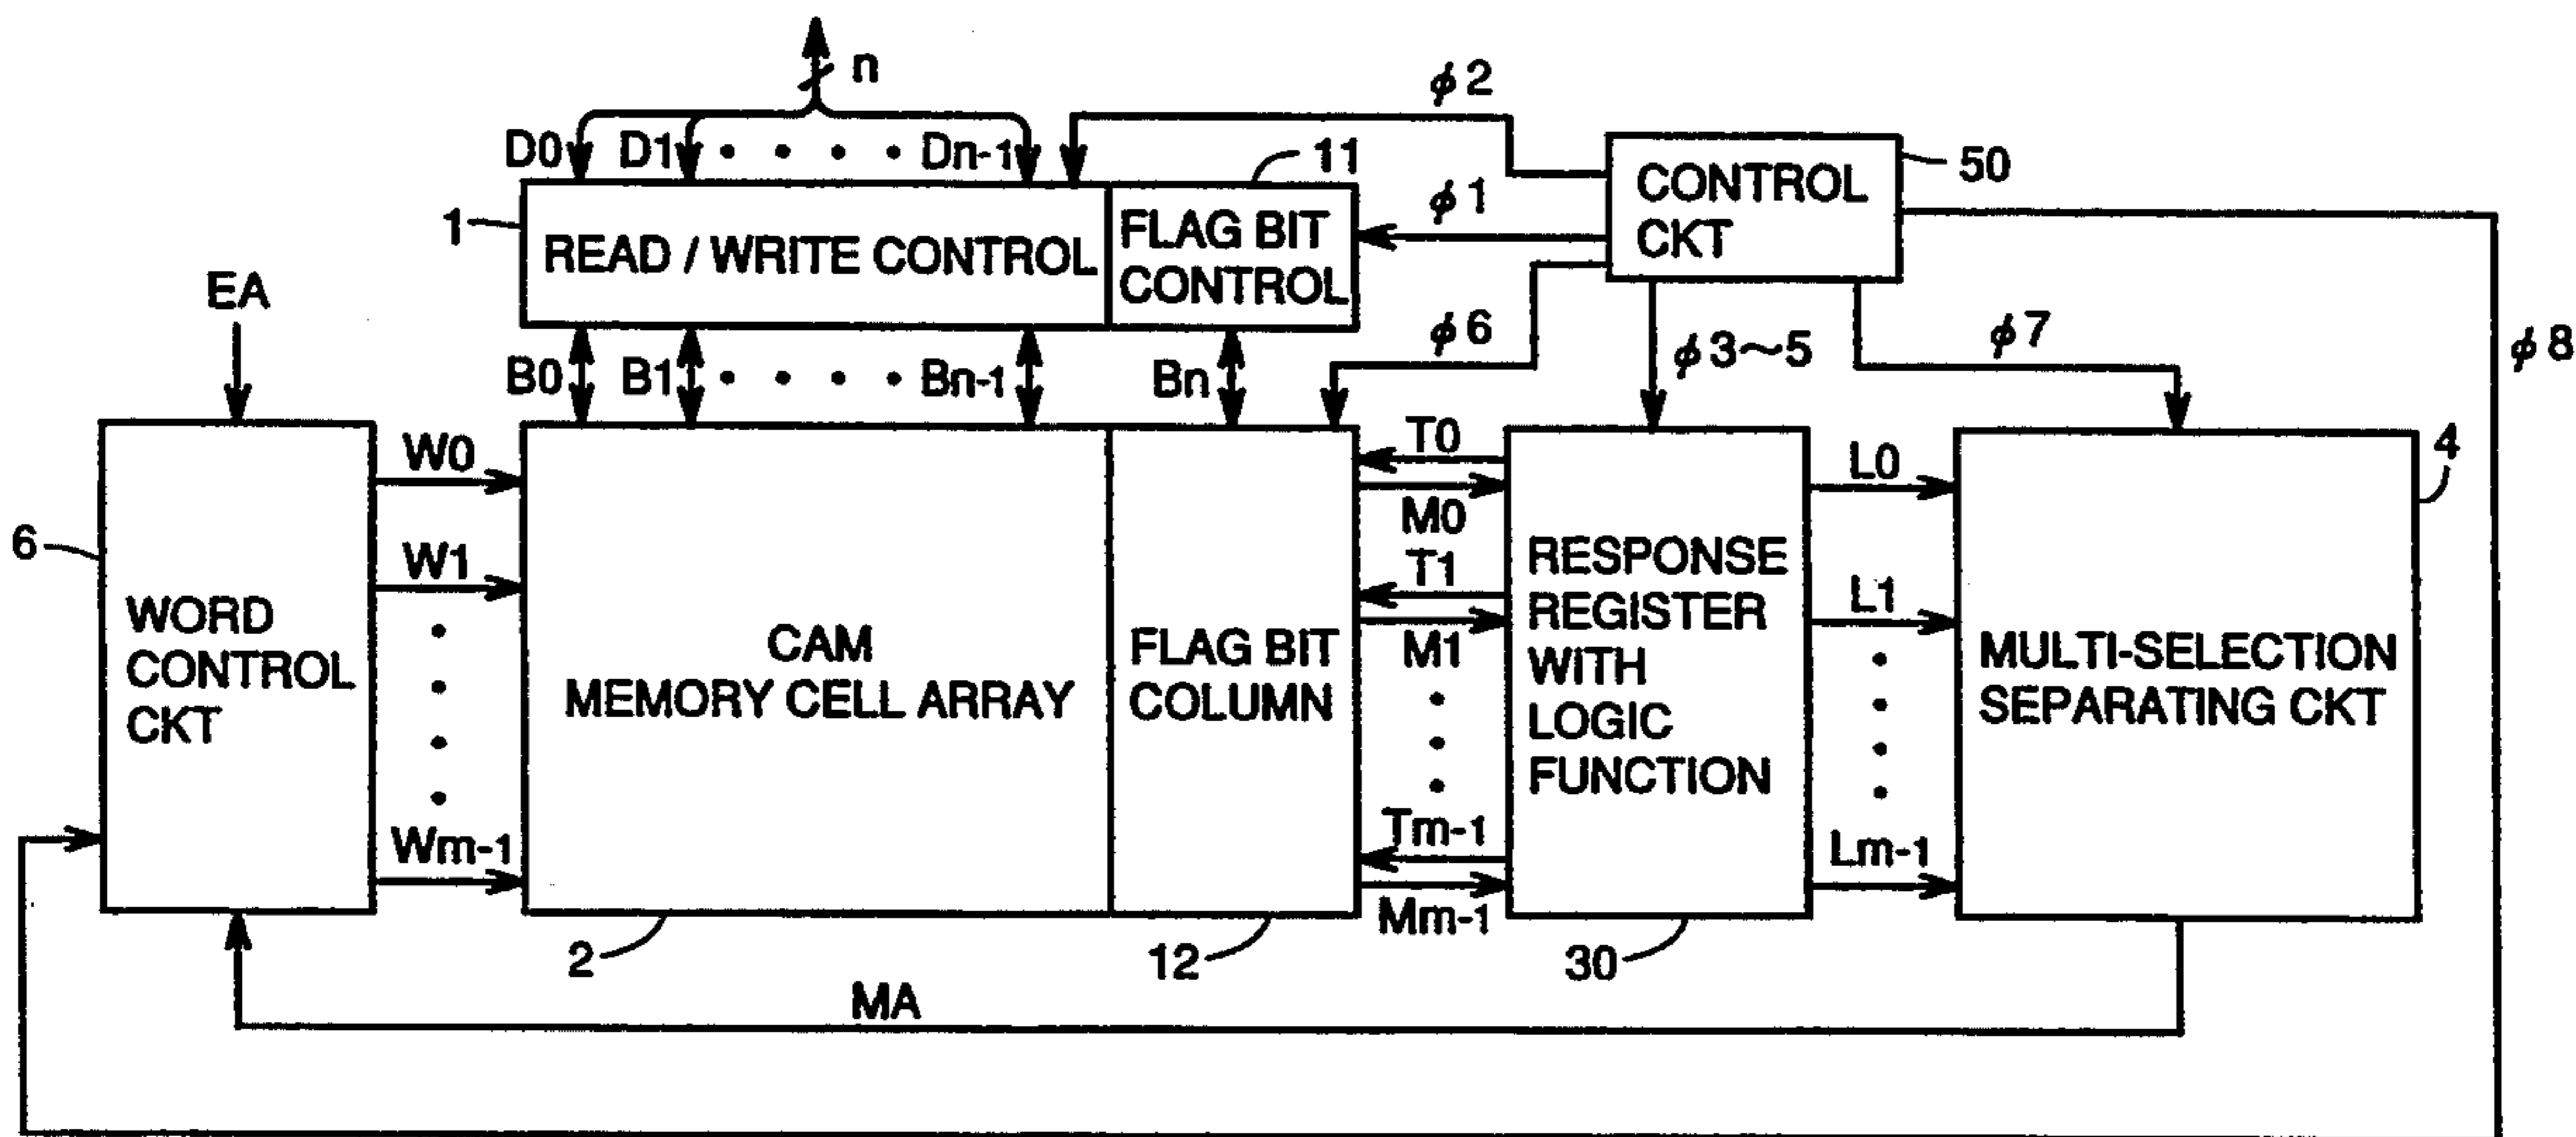 n
φ2
D0 D1 • • • • Dn-1
11
50
CONTROL
CKT
φ1
1
READ / WRITE CONTROL
FLAG BIT
CONTROL
EA
φ6
φ3~5
φ7
φ8
B0 B1 • • • • Bn-1
Bn
4
6
WORD
CONTROL
CKT
W0
W1
Wm-1
CAM
MEMORY CELL ARRAY
FLAG BIT
COLUMN
T0
M0
T1
M1
Tm-1
Mm-1
RESPONSE
REGISTER
WITH
LOGIC
FUNCTION
L0
L1
Lm-1
MULTI-SELECTION
SEPARATING CKT
2
12
30
MA